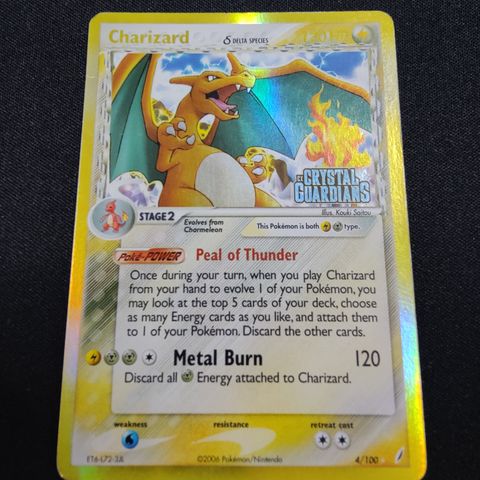 Charizard δ DELTA SPECIES
EX
CRYSTAL
GUARDIANS
Illus. Kouki Saitou
STAGE 2
Evolves from
Charmeleon
This Pokémon is both type.
Poké-POWER Peal of Thunder
Once during your turn, when you play Charizard
from your hand to evolve 1 of your Pokémon, you
may look at the top 5 cards of your deck, choose
as many Energy cards as you like, and attach them
to 1 of your Pokémon. Discard the other cards.
Metal Burn 120
Discard all Energy attached to Charizard.
weakness resistance retreat cost
©2006 Pokémon/Nintendo 4/100